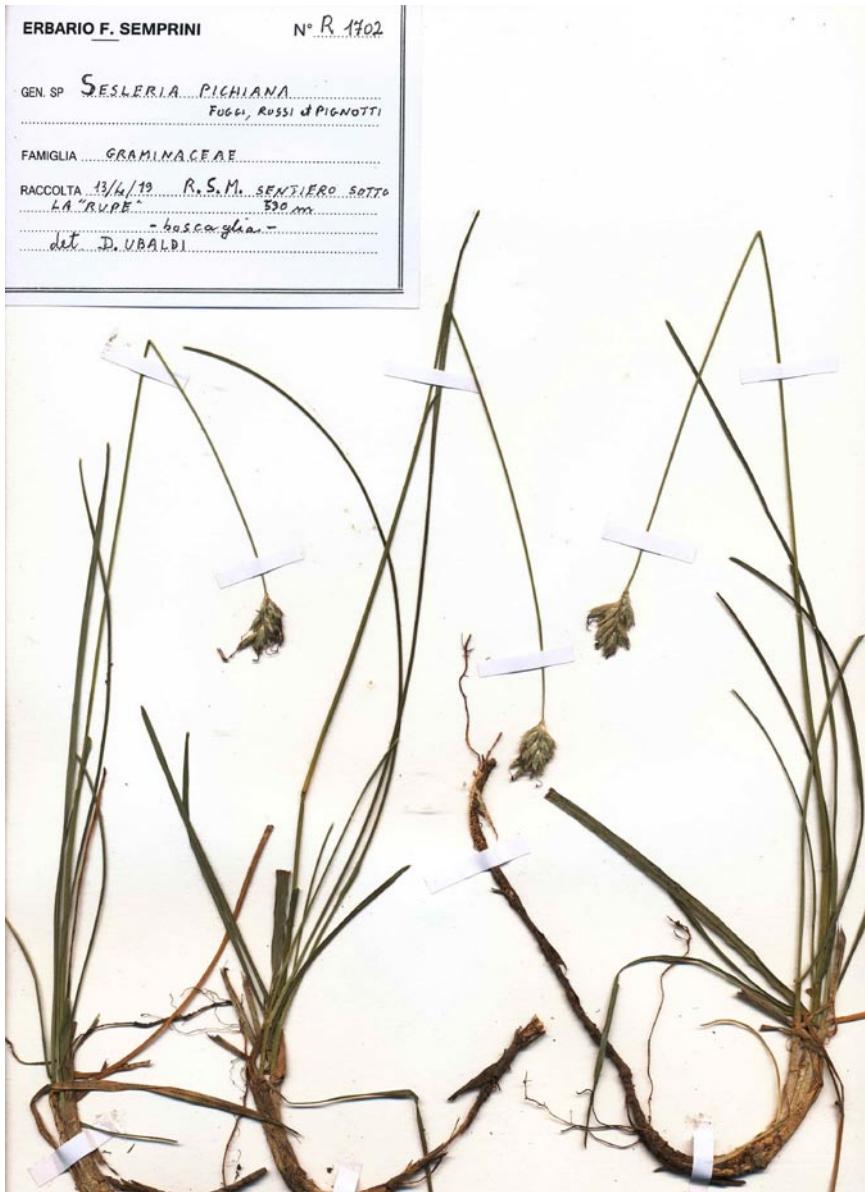 ERBARIO F. SEMPRINI N° R 1702
GEN. SP SESLERIA PICHIANA
FOGGI, ROSSI et PIGNOTTI
FAMIGLIA GRAMINACEAE
RACCOLTA 13/4/19 R.S.M. SENTIERO SOTTO
LA "RUPE" 530 m
- boscaglia -
det D. UBALDI